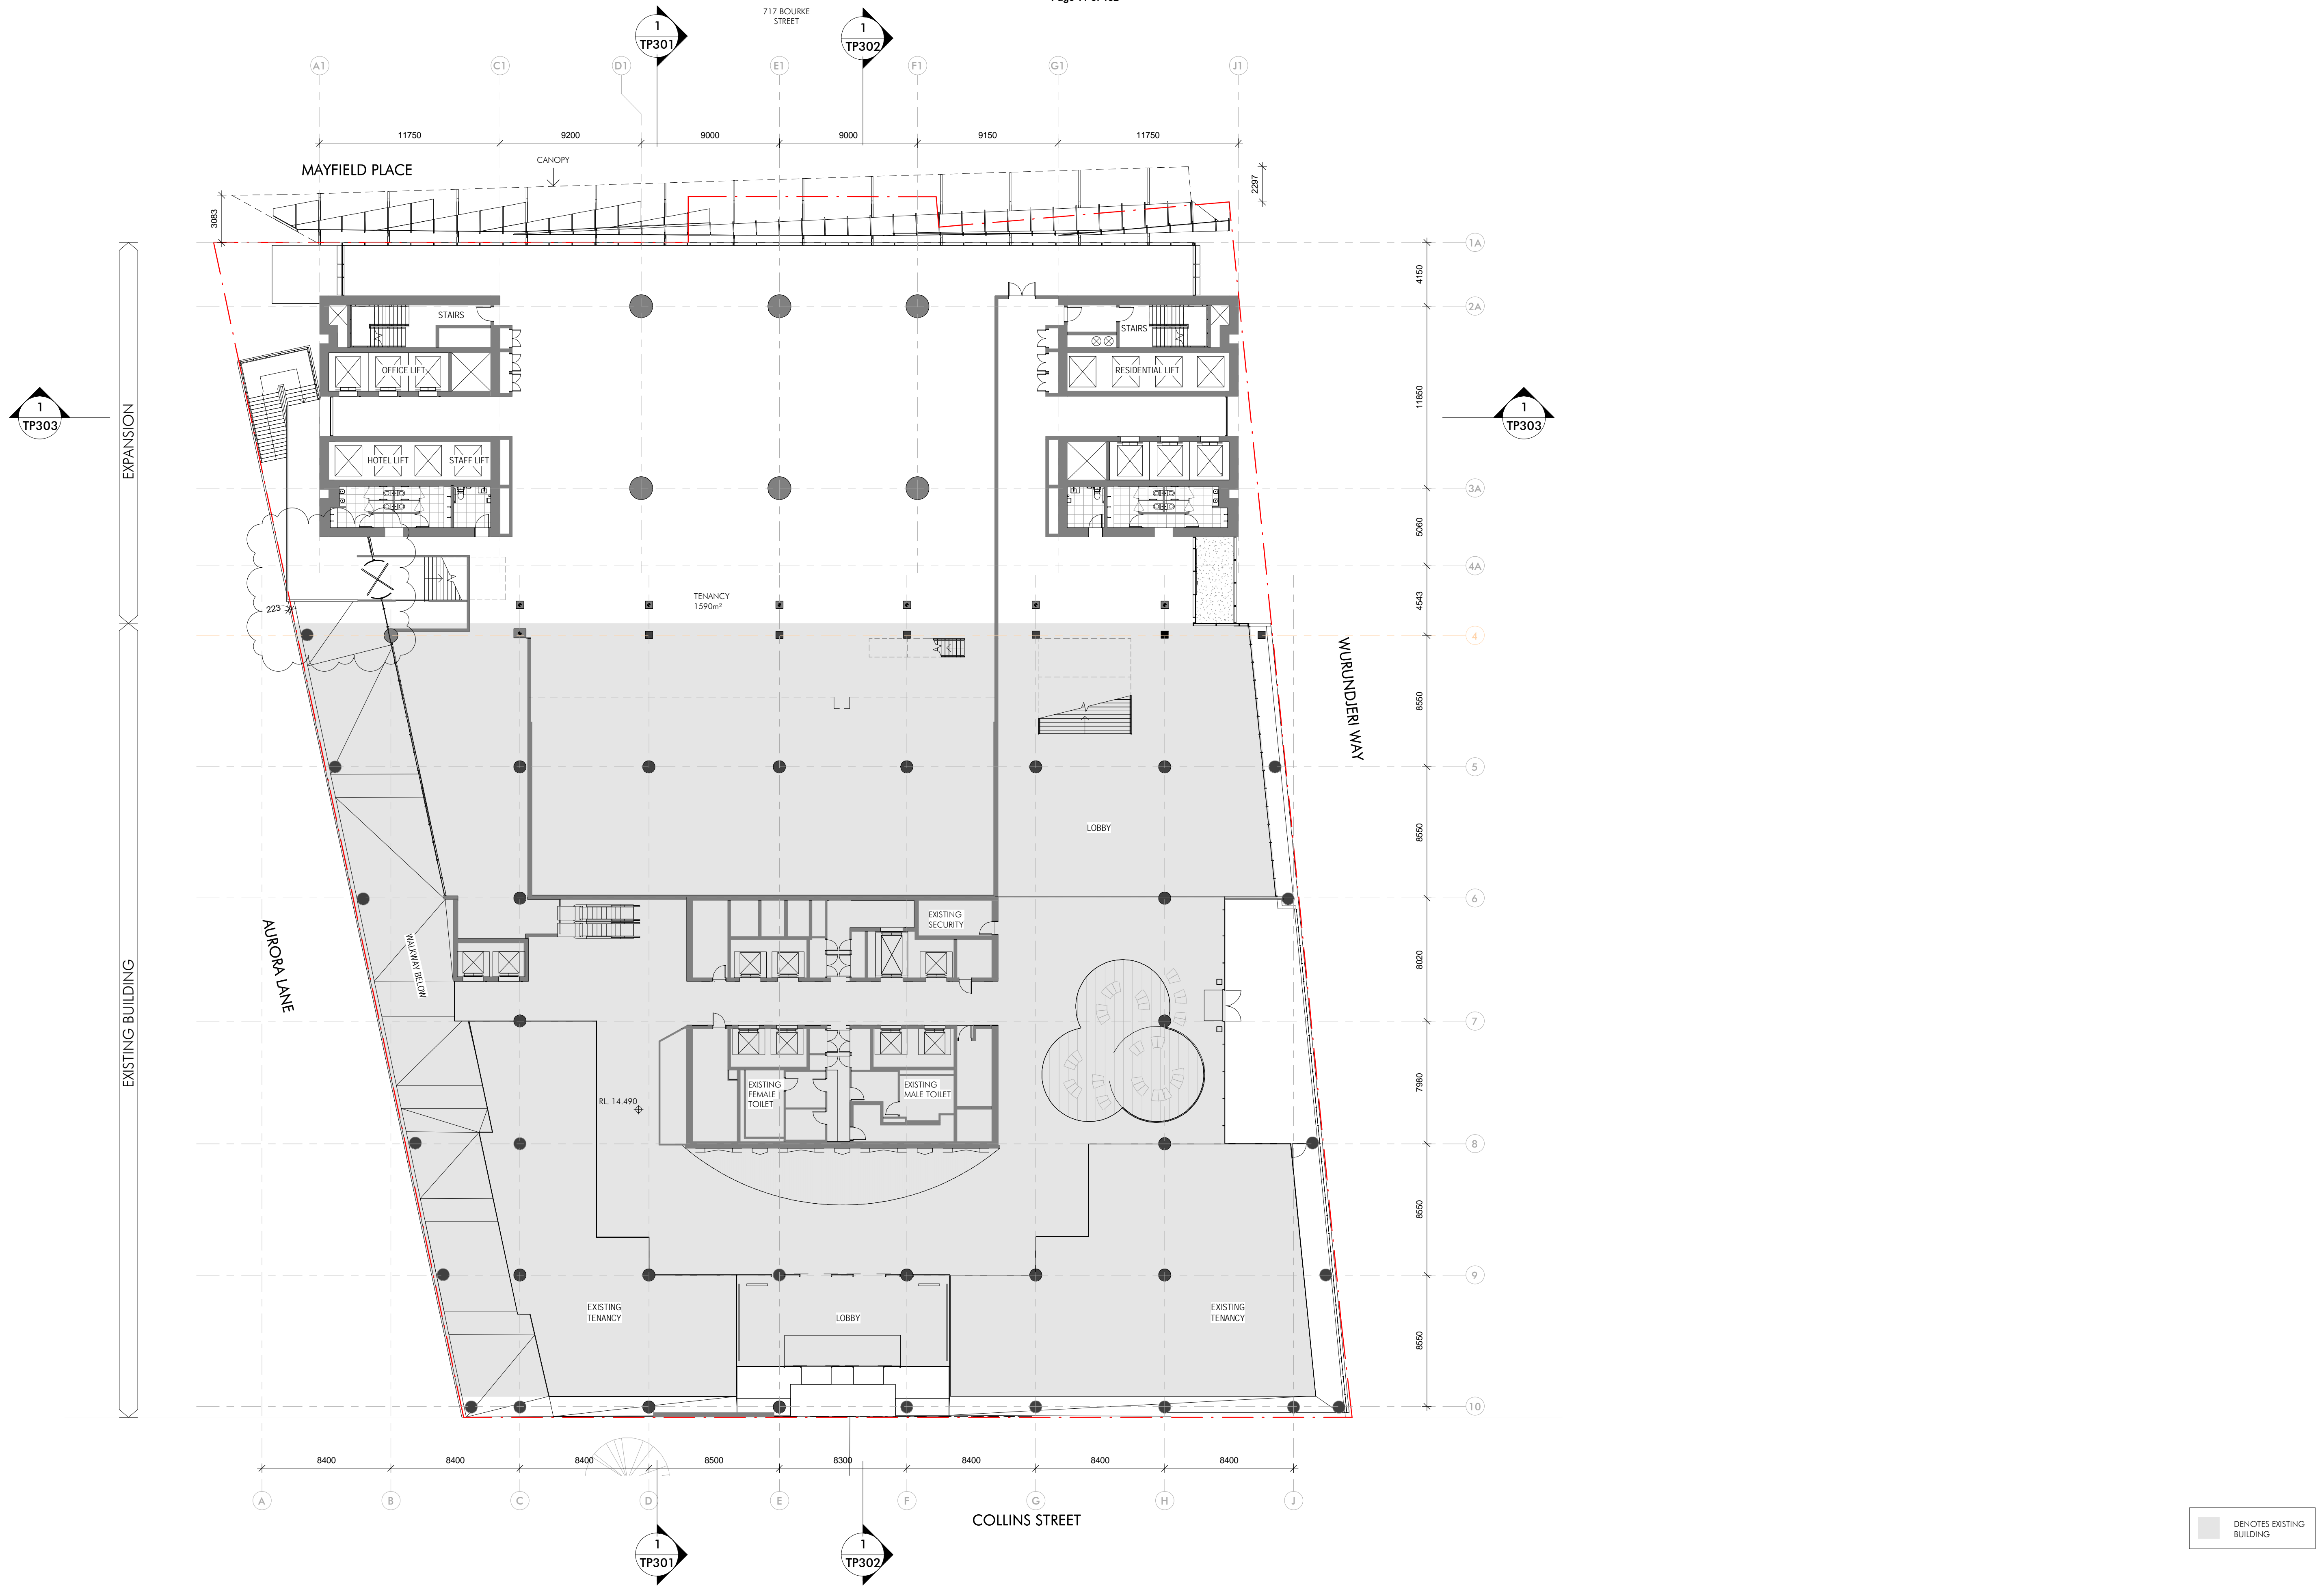 717 BOURKE
STREET
1
TP301
1
TP302
A1
C1
D1
E1
F1
G1
J1
11750
9200
9000
9000
9150
11750
MAYFIELD PLACE
CANOPY
3083
2297
1A
4150
2A
STAIRS
STAIRS
OFFICE LIFT
RESIDENTIAL LIFT
11850
1
TP303
EXPANSION
1
TP303
HOTEL LIFT
STAFF LIFT
3A
5060
4A
TENANCY
1590m²
223
4543
4
WURUNDJERI WAY
8550
5
LOBBY
8550
6
AURORA LANE
WALKWAY BELOW
EXISTING
SECURITY
8020
EXISTING BUILDING
7
7980
EXISTING
FEMALE
TOILET
EXISTING
MALE TOILET
RL. 14.490
8
8550
9
EXISTING
TENANCY
LOBBY
EXISTING
TENANCY
8550
10
8400
8400
8400
8500
8300
8400
8400
8400
A
B
C
D
E
F
G
H
J
COLLINS STREET
1
TP301
1
TP302
DENOTES EXISTING
BUILDING